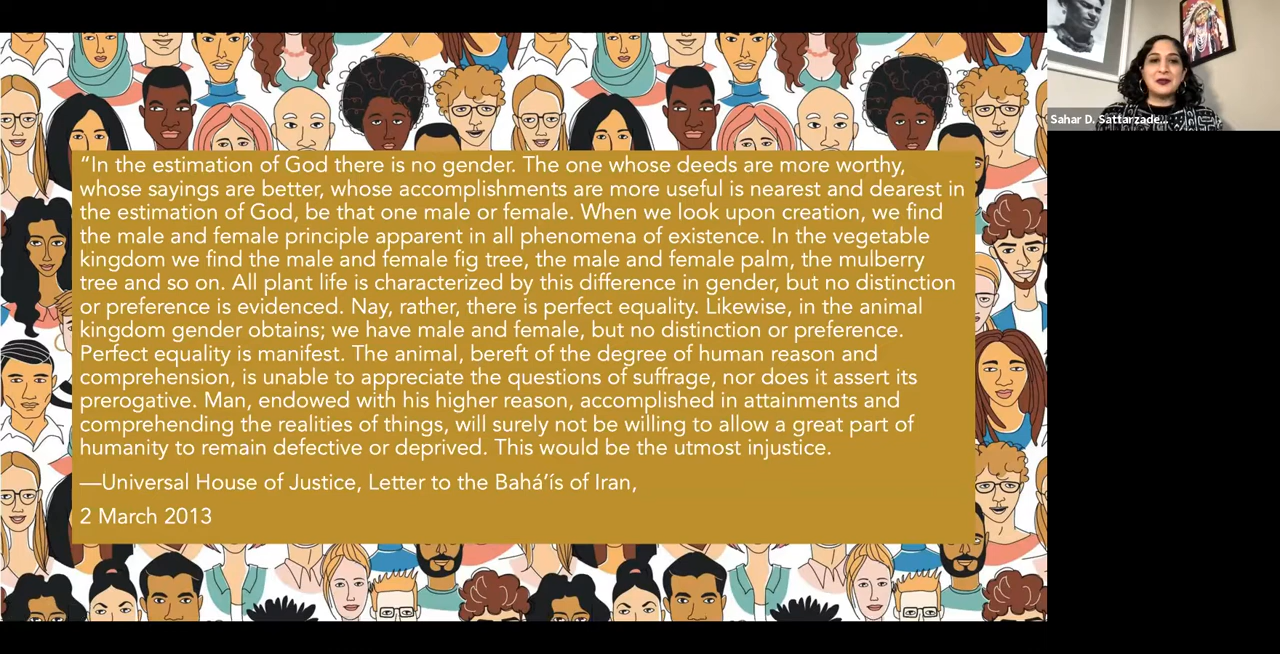 “In the estimation of God there is no gender. The one whose deeds are more worthy,
whose sayings are better, whose accomplishments are more useful is nearest and dearest in
the estimation of God, be that one male or female. When we look upon creation, we find
the male and female principle apparent in all phenomena of existence. In the vegetable
kingdom we find the male and female fig tree, the male and female palm, the mulberry
tree and so on. All plant life is characterized by this difference in gender, but no distinction
or preference is evidenced. Nay, rather, there is perfect equality. Likewise, in the animal
kingdom gender obtains; we have male and female, but no distinction or preference.
Perfect equality is manifest. The animal, bereft of the degree of human reason and
comprehension, is unable to appreciate the questions of suffrage, nor does it assert its
prerogative. Man, endowed with his higher reason, accomplished in attainments and
comprehending the realities of things, will surely not be willing to allow a great part of
humanity to remain defective or deprived. This would be the utmost injustice.
—Universal House of Justice, Letter to the Bahá’ís of Iran,
2 March 2013
Sahar D. Sattarzade...